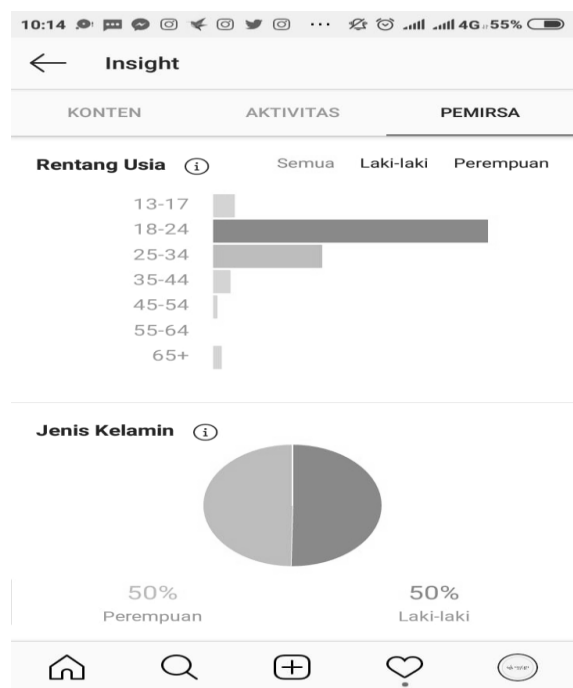 10:14 ... 4G 55%
Insight
KONTEN AKTIVITAS PEMIRSA
Rentang Usia i Semua Laki-laki Perempuan
13-17
18-24
25-34
35-44
45-54
55-64
65+
Jenis Kelamin i
50% 50%
Perempuan Laki-laki